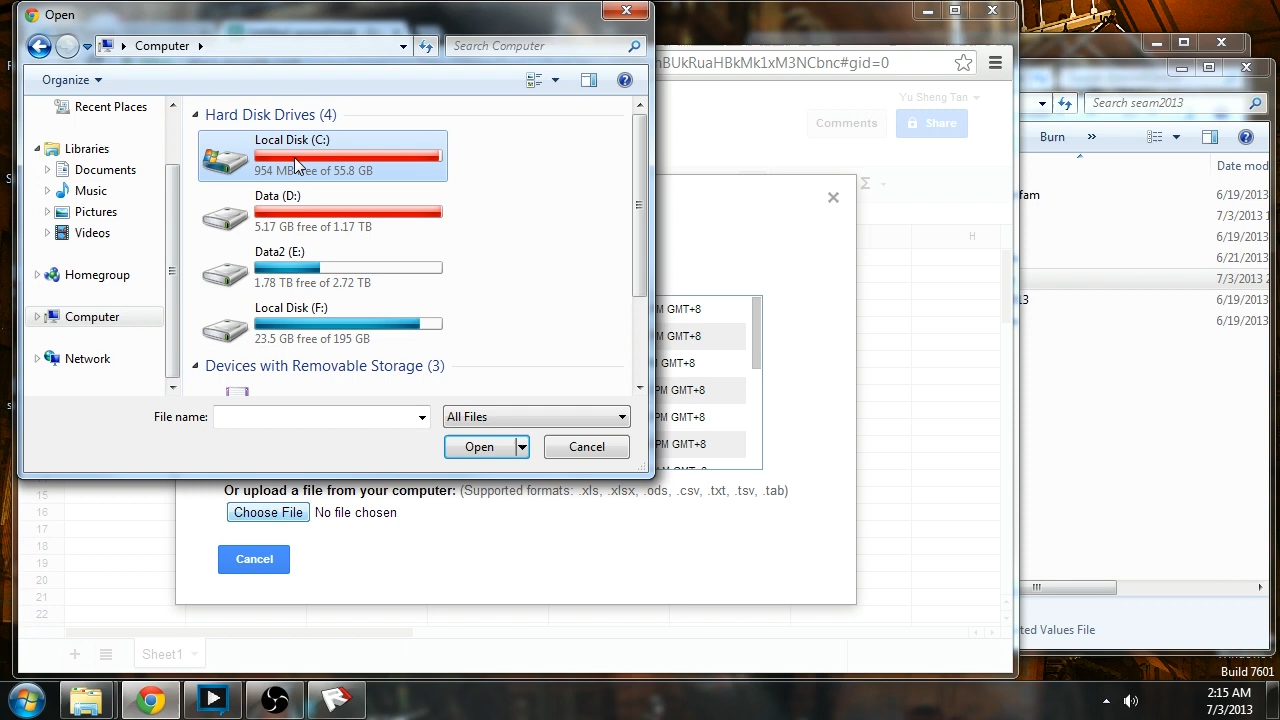 Open
Computer
Search Computer
nBUkRuaHBkMk1xM3NCbnc#gid=0
Organize
Yu Sheng Tan
Comments
Share
Search seam2013
Burn
»
Date mod
Recent Places
Libraries
Documents
Music
Pictures
Videos
Homegroup
Computer
Network
Hard Disk Drives (4)
Local Disk (C:)
954 MB free of 55.8 GB
Data (D:)
5.17 GB free of 1.17 TB
Data2 (E:)
1.78 TB free of 2.72 TB
Local Disk (F:)
23.5 GB free of 195 GB
Devices with Removable Storage (3)
File name:
All Files
Open
Cancel
Σ
H
M GMT+8
M GMT+8
GMT+8
PM GMT+8
PM GMT+8
PM GMT+8
fam
6/19/2013
7/3/2013 1
6/19/2013
6/21/2013
7/3/2013 2
13
6/19/2013
6/19/2013
Or upload a file from your computer: (Supported formats: .xls, .xlsx, .ods, .csv, .txt, .tsv, .tab)
Choose File No file chosen
Cancel
15
16
17
18
19
20
21
22
Sheet1
ted Values File
Build 7601
2:15 AM
7/3/2013